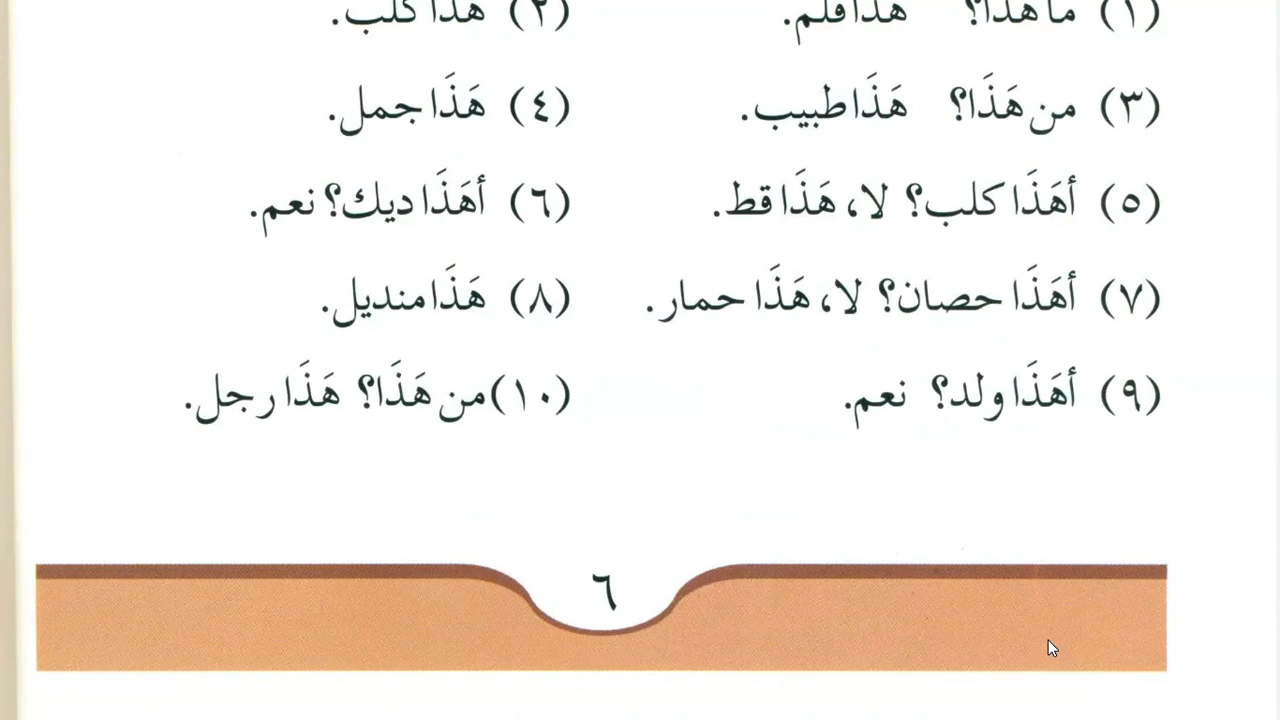 (١) ما هذا؟ هذا قلم. (٢) هذا كلب.
(٣) من هَذَا؟ هَذَا طبيب. (٤) هَذَا جمل.
(٥) أهَذَا كلب؟ لا، هَذَا قط. (٦) أهَذَا ديك؟ نعم.
(٧) أهَذَا حصان؟ لا، هَذَا حمار. (٨) هَذَا منديل.
(٩) أهَذَا ولد؟ نعم. (١٠) من هَذَا؟ هَذَا رجل.
٦